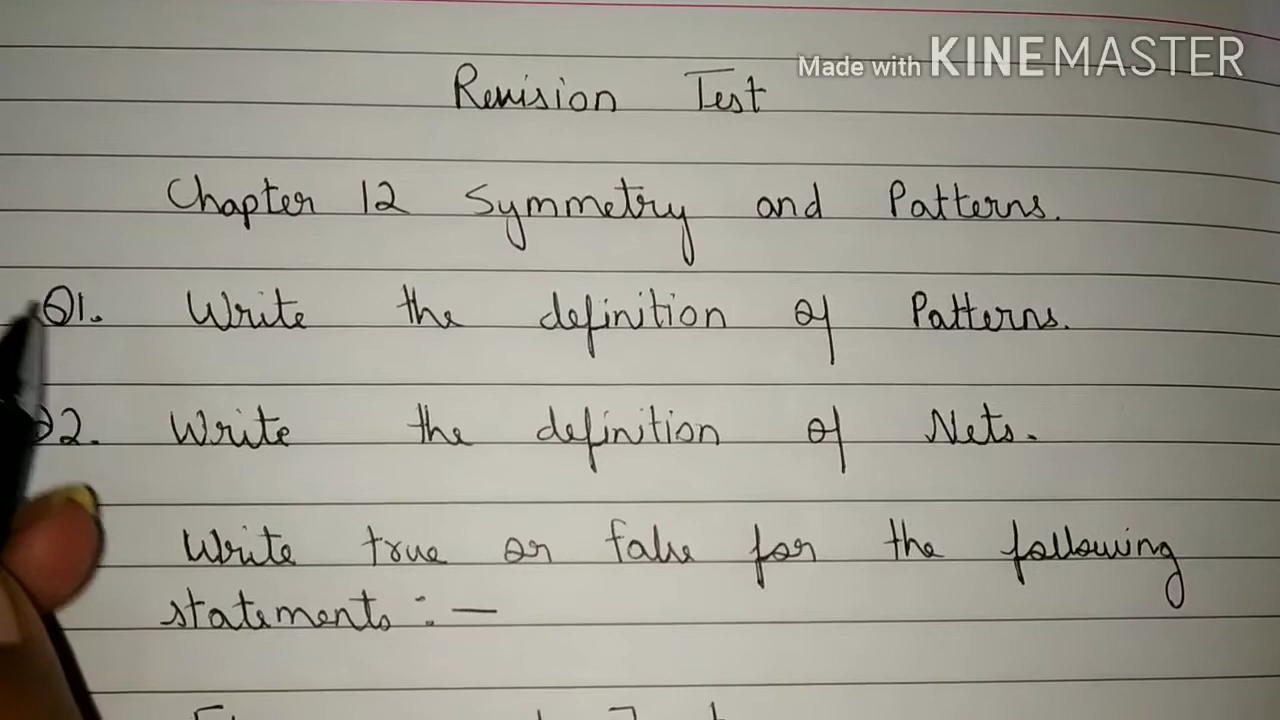 Made with KINEMASTER
Revision Test
Chapter 12 Symmetry and Patterns.
Q1. Write the definition of Patterns.
Q2. Write the definition of Nets.
Write true or false for the following
statements :—